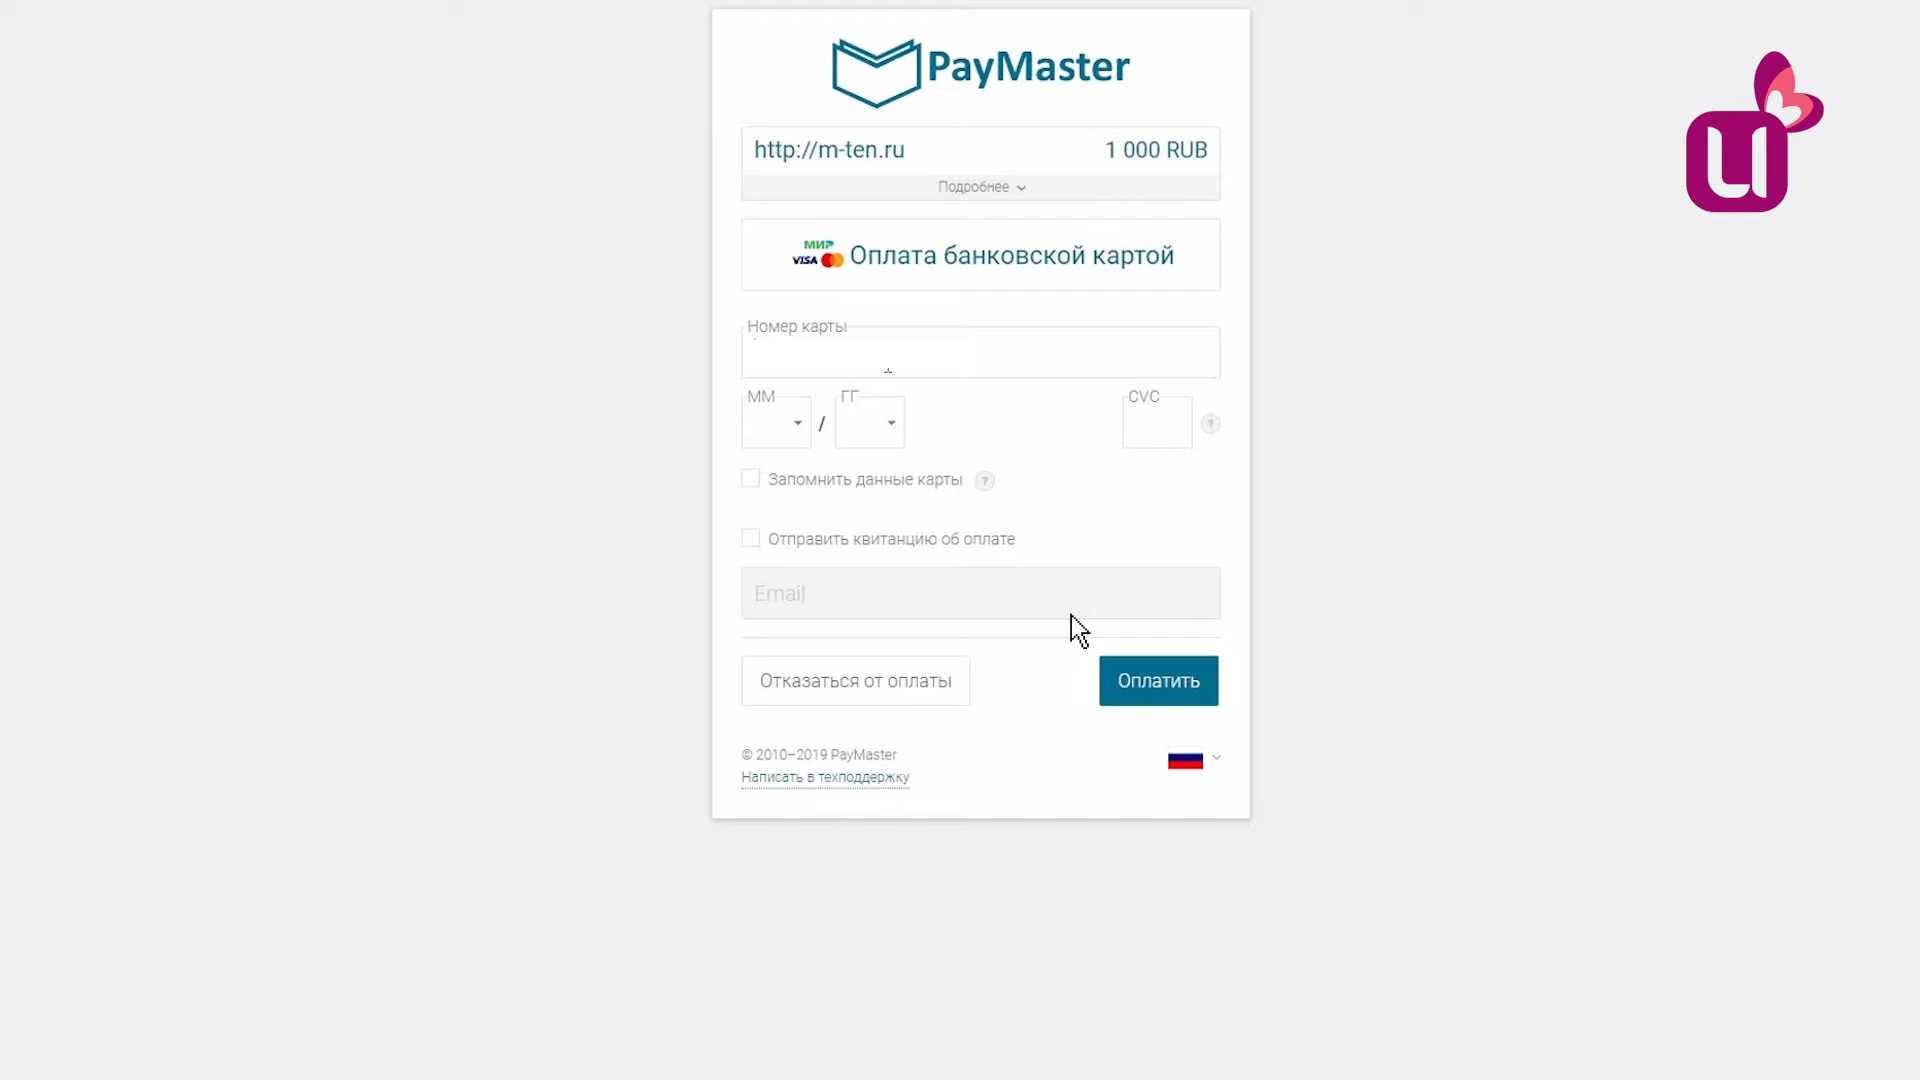 PayMaster
http://m-ten.ru 1 000 RUB
Подробнее
МИР
VISA
Оплата банковской картой
Номер карты
ММ / ГГ CVC ?
Запомнить данные карты ?
Отправить квитанцию об оплате
Email
Отказаться от оплаты Оплатить
© 2010–2019 PayMaster
Написать в техподдержку